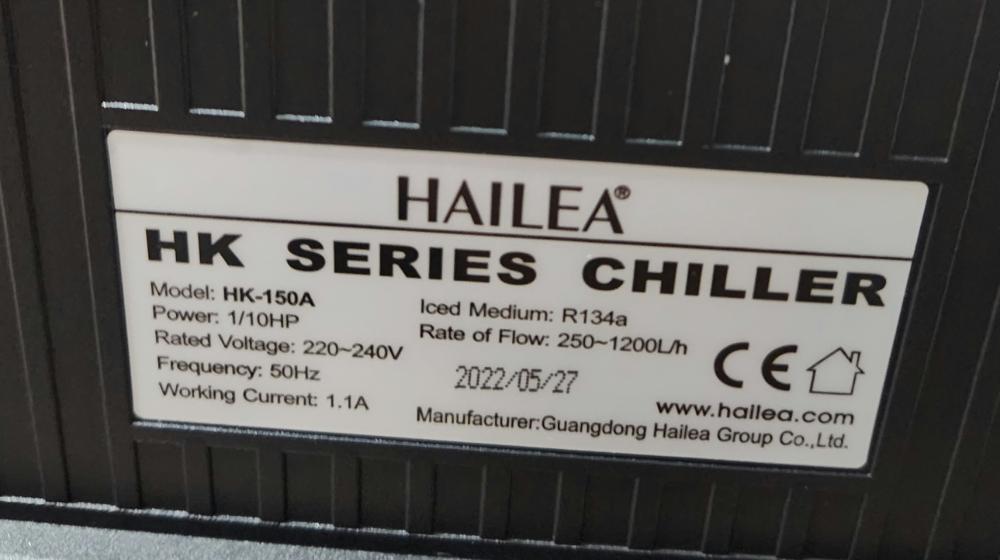 HAILEA®
HK SERIES CHILLER
Model: HK-150A
Power: 1/10HP
Rated Voltage: 220~240V
Frequency: 50Hz
Working Current: 1.1A
Iced Medium: R134a
Rate of Flow: 250~1200L/h
2022/05/27
CE
www.hailea.com
Manufacturer:Guangdong Hailea Group Co.,Ltd.